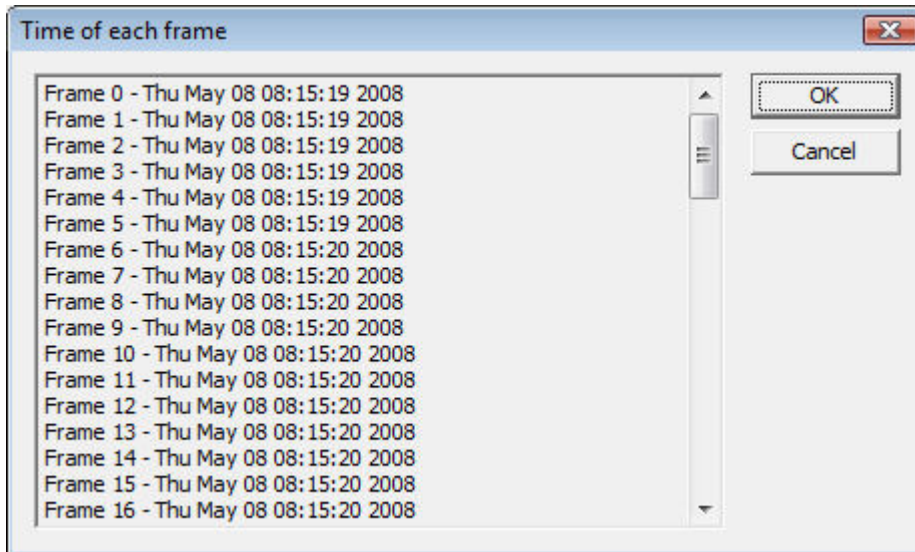 Time of each frame
Frame 0 - Thu May 08 08:15:19 2008
Frame 1 - Thu May 08 08:15:19 2008
Frame 2 - Thu May 08 08:15:19 2008
Frame 3 - Thu May 08 08:15:19 2008
Frame 4 - Thu May 08 08:15:19 2008
Frame 5 - Thu May 08 08:15:19 2008
Frame 6 - Thu May 08 08:15:20 2008
Frame 7 - Thu May 08 08:15:20 2008
Frame 8 - Thu May 08 08:15:20 2008
Frame 9 - Thu May 08 08:15:20 2008
Frame 10 - Thu May 08 08:15:20 2008
Frame 11 - Thu May 08 08:15:20 2008
Frame 12 - Thu May 08 08:15:20 2008
Frame 13 - Thu May 08 08:15:20 2008
Frame 14 - Thu May 08 08:15:20 2008
Frame 15 - Thu May 08 08:15:20 2008
Frame 16 - Thu May 08 08:15:20 2008
OK
Cancel